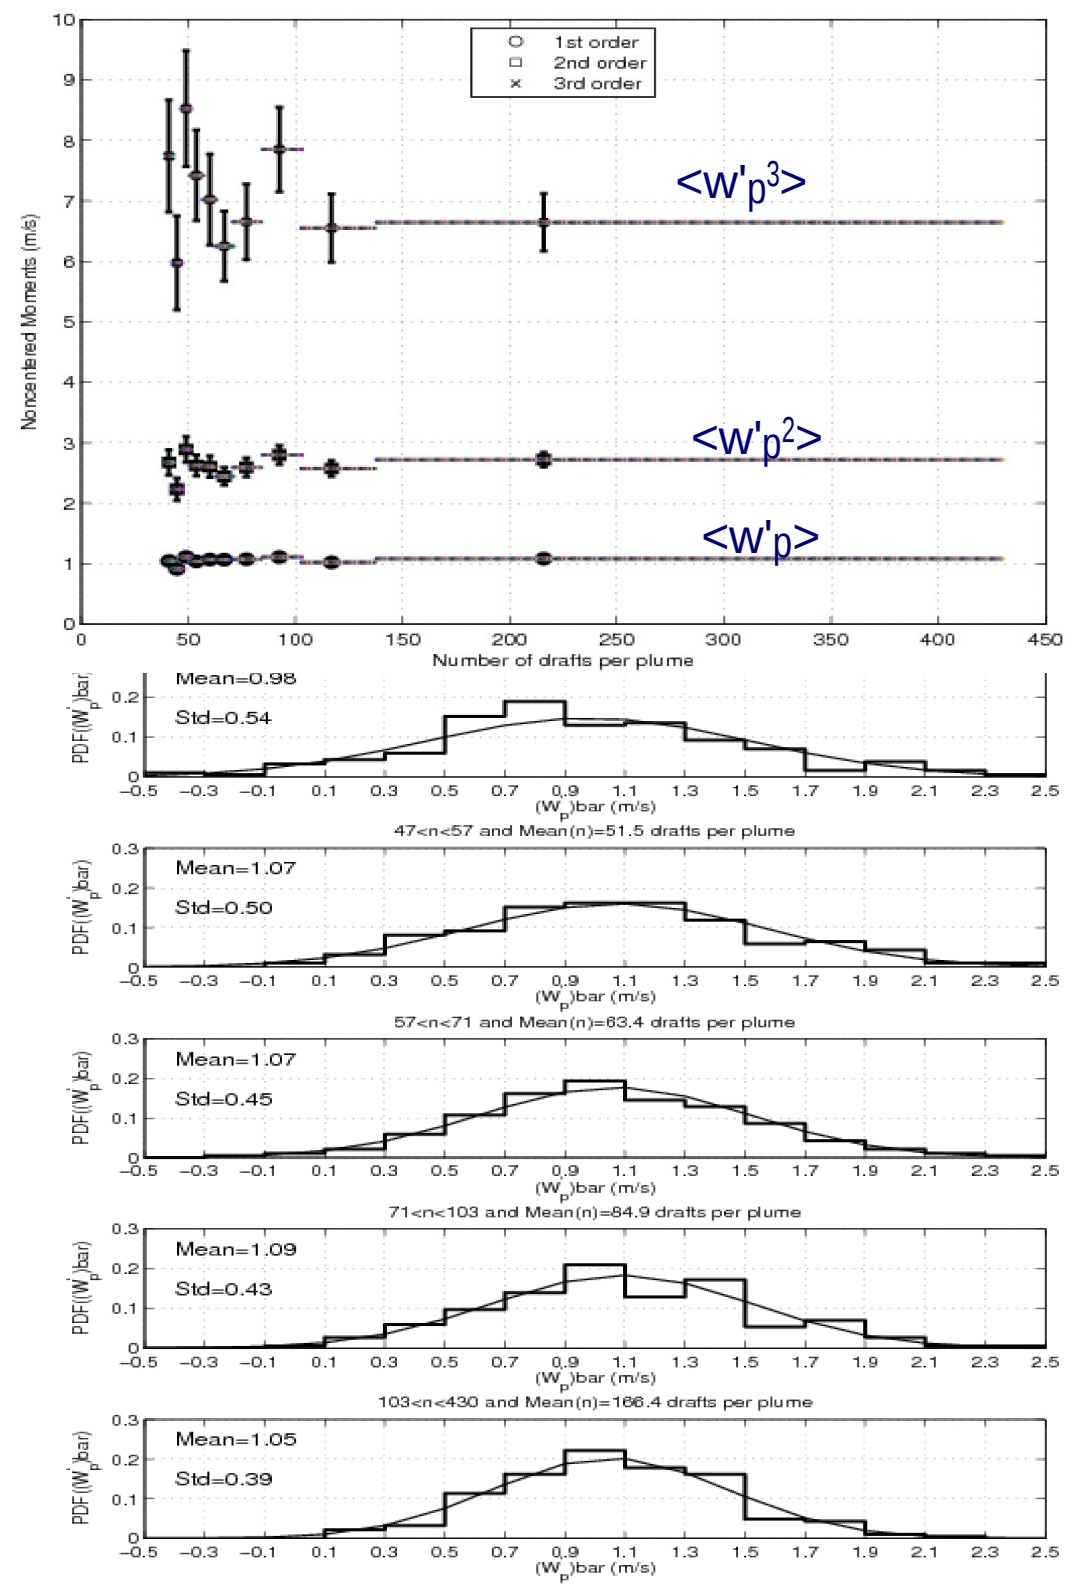 10
9
8
7
6
5
4
3
2
1
0
Noncentered Moments (m/s)
1st order
2nd order
3rd order
<w'p³>
<w'p²>
<w'p>
0 50 100 150 200 250 300 350 400 450
Number of drafts per plume
Mean=0.98
Std=0.54
PDF((W'p)bar)
0.2
0.1
0
−0.5 −0.3 −0.1 0.1 0.3 0.5 0.7 0.9 1.1 1.3 1.5 1.7 1.9 2.1 2.3 2.5
(W'p)bar (m/s)
47<n<57 and Mean(n)=51.5 drafts per plume
Mean=1.07
Std=0.50
PDF((W'p)bar)
0.3
0.2
0.1
0
−0.5 −0.3 −0.1 0.1 0.3 0.5 0.7 0.9 1.1 1.3 1.5 1.7 1.9 2.1 2.3 2.5
(W'p)bar (m/s)
57<n<71 and Mean(n)=63.4 drafts per plume
Mean=1.07
Std=0.45
PDF((W'p)bar)
0.3
0.2
0.1
0
−0.5 −0.3 −0.1 0.1 0.3 0.5 0.7 0.9 1.1 1.3 1.5 1.7 1.9 2.1 2.3 2.5
(W'p)bar (m/s)
71<n<103 and Mean(n)=84.9 drafts per plume
Mean=1.09
Std=0.43
PDF((W'p)bar)
0.3
0.2
0.1
0
−0.5 −0.3 −0.1 0.1 0.3 0.5 0.7 0.9 1.1 1.3 1.5 1.7 1.9 2.1 2.3 2.5
(W'p)bar (m/s)
103<n<430 and Mean(n)=166.4 drafts per plume
Mean=1.05
Std=0.39
PDF((W'p)bar)
0.3
0.2
0.1
0
−0.5 −0.3 −0.1 0.1 0.3 0.5 0.7 0.9 1.1 1.3 1.5 1.7 1.9 2.1 2.3 2.5
(W'p)bar (m/s)